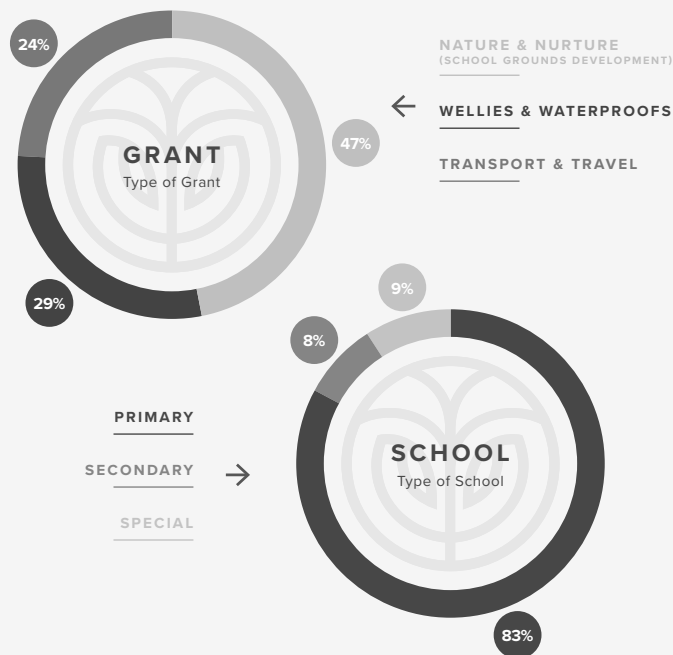 24%
NATURE & NURTURE
(SCHOOL GROUNDS DEVELOPMENT)
WELLIES & WATERPROOFS
47%
GRANT
Type of Grant
TRANSPORT & TRAVEL
29%
9%
8%
PRIMARY
SECONDARY
SPECIAL
SCHOOL
Type of School
83%